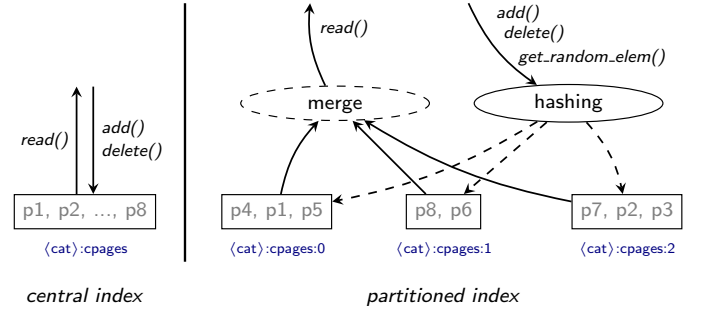 read()
add()
delete()
p1, p2, ..., p8
⟨cat⟩:cpages
central index
read()
add()
delete()
get_random_elem()
merge
hashing
p4, p1, p5
p8, p6
p7, p2, p3
⟨cat⟩:cpages:0
⟨cat⟩:cpages:1
⟨cat⟩:cpages:2
partitioned index